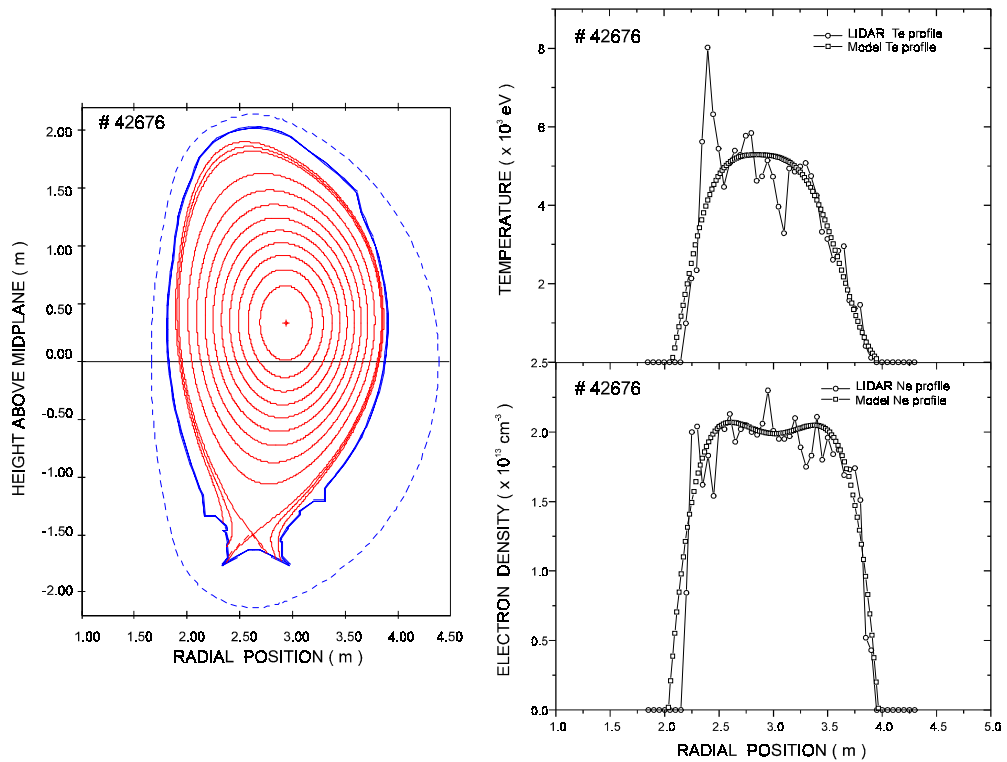 # 42676
2.00
1.50
1.00
0.50
0.00
-0.50
-1.00
-1.50
-2.00
HEIGHT ABOVE MIDPLANE ( m )
1.00 1.50 2.00 2.50 3.00 3.50 4.00 4.50
RADIAL POSITION ( m )
# 42676
LIDAR Te profile
Model Te profile
8
6
4
2
TEMPERATURE ( x 10³ eV )
# 42676
LIDAR Ne profile
Model Ne profile
2.5
2.0
1.5
1.0
0.5
0.0
ELECTRON DENSITY ( x 10¹³ cm⁻³ )
1.0 1.5 2.0 2.5 3.0 3.5 4.0 4.5 5.0
RADIAL POSITION ( m )